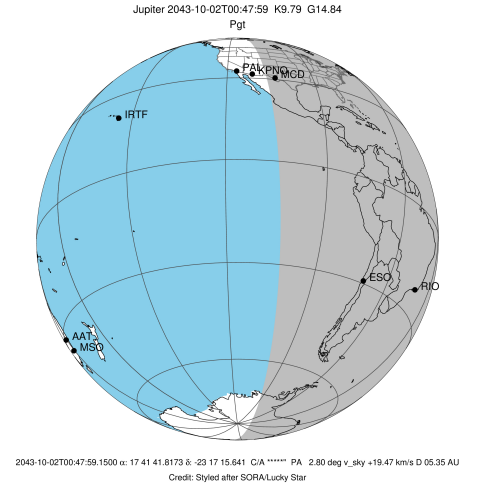 Jupiter 2043-10-02T00:47:59 K9.79 G14.84
Pgt
PAL
KPNO
MCD
IRTF
ESO
RIO
AAT
MSO
2043-10-02T00:47:59.1500 α: 17 41 41.8173 δ: -23 17 15.641 C/A *****" PA 2.80 deg v_sky +19.47 km/s D 05.35 AU
Credit: Styled after SORA/Lucky Star